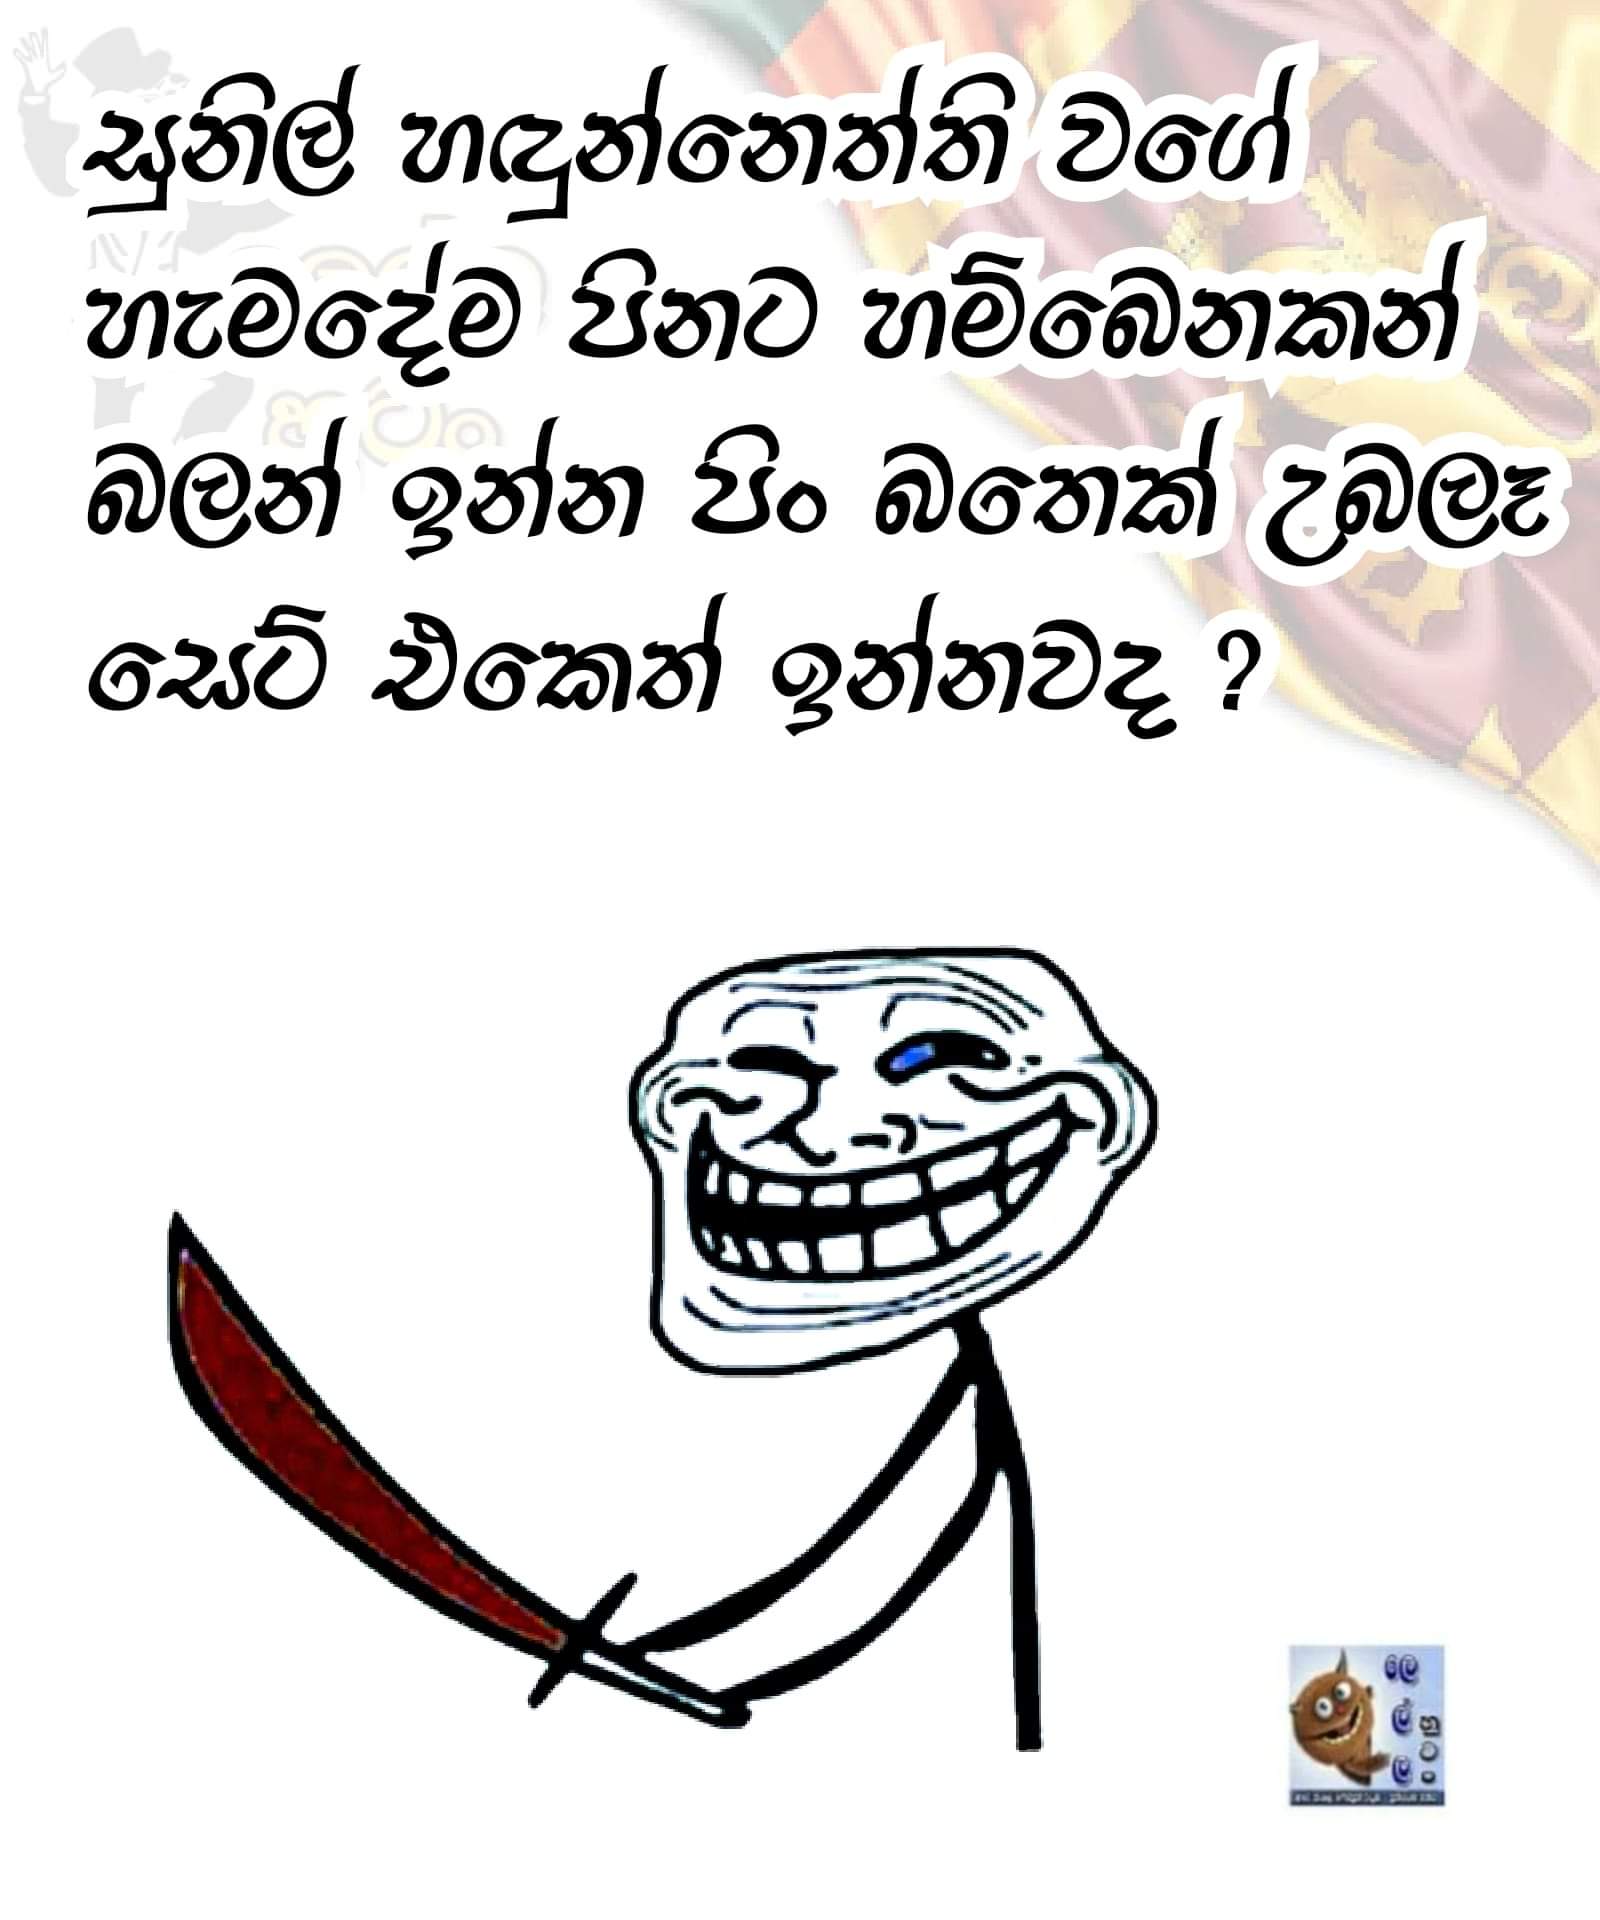 සුනිල් හඳුන්නෙත්ති වගේ
හැමදේම පිනට හම්බෙනකන්
බලන් ඉන්න පිං බතෙක් උබලෑ
සෙට් එකෙත් ඉන්නවද ?